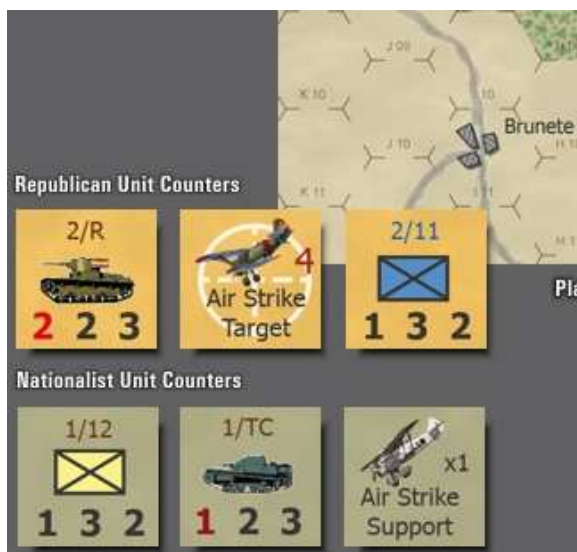 J 09
K 10
10
Brunete
J 10
K 11
I 11
H 11
Republican Unit Counters
2/R
2 2 3
4
Air Strike
Target
2/11
1 3 2
Pla
Nationalist Unit Counters
1/12
1 3 2
1/TC
1 2 3
x1
Air Strike
Support